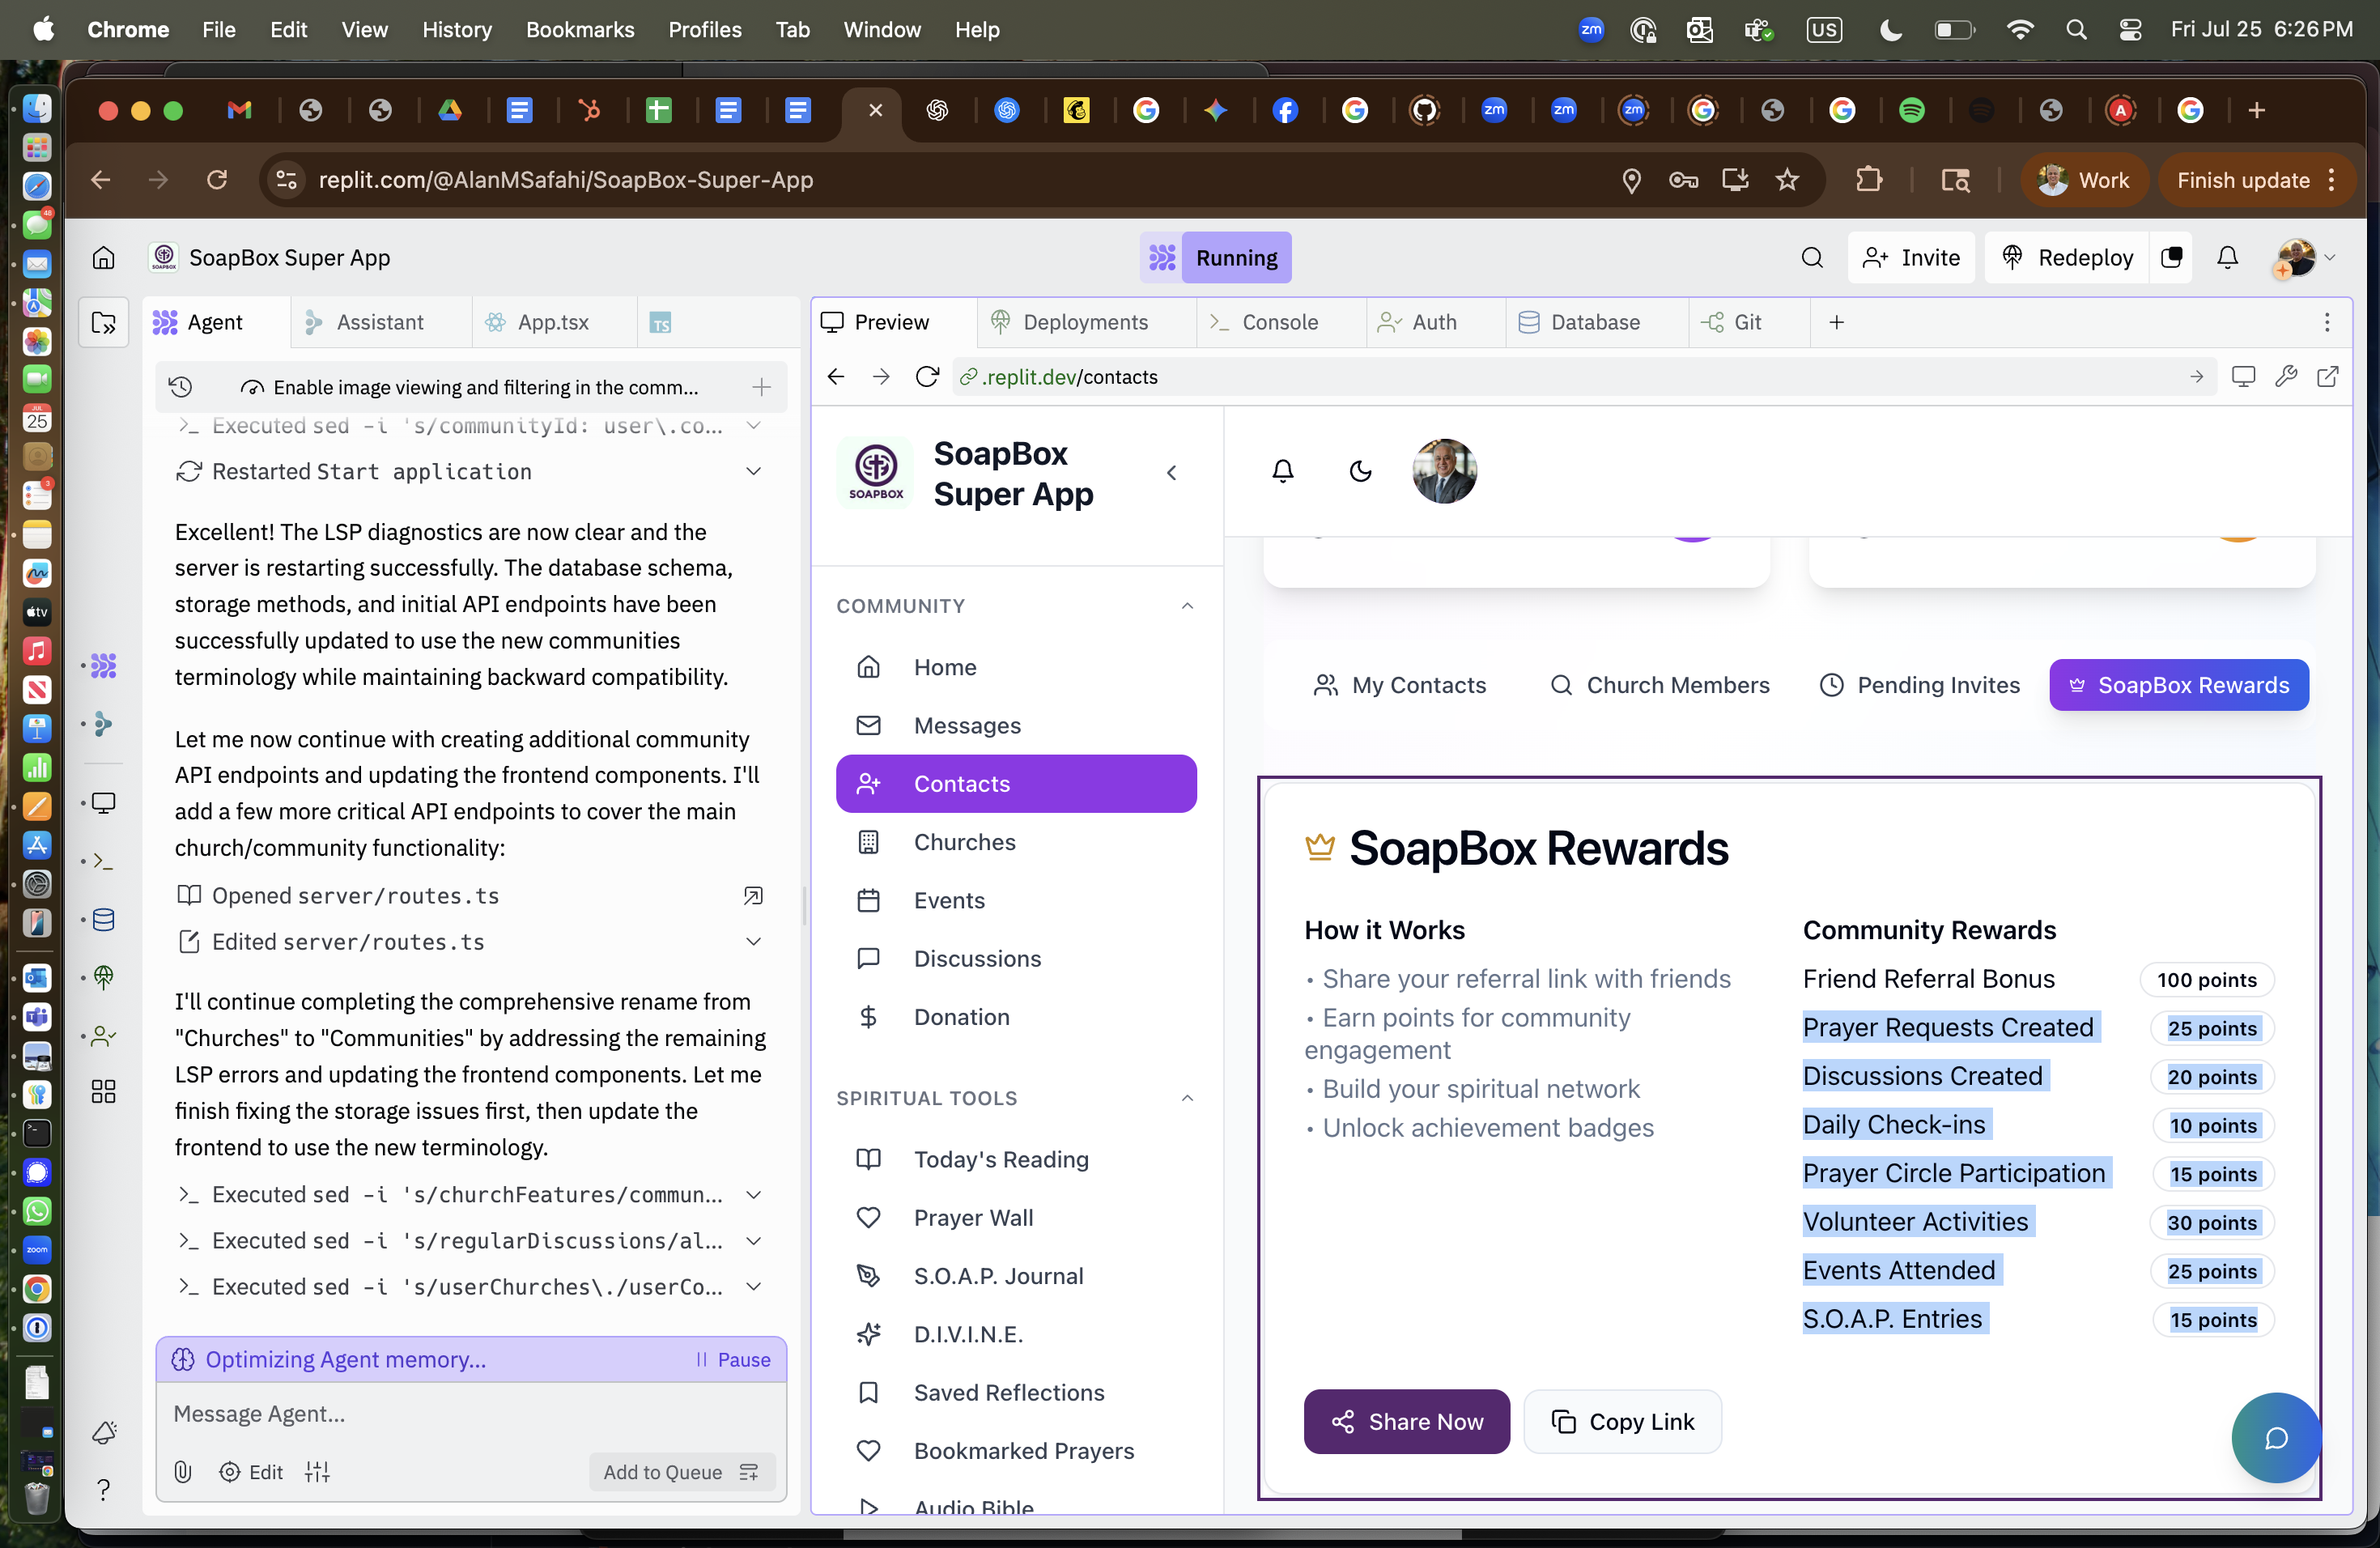 Chrome File Edit View History Bookmarks Profiles Tab Window Help
zm US Fri Jul 25 6:26 PM
replit.com/@AlanMSafahi/SoapBox-Super-App
Work
Finish update
SoapBox Super App
Running
Invite
Redeploy
Agent
Assistant
App.tsx
TS
Preview
Deployments
Console
Auth
Database
Git
Enable image viewing and filtering in the comm...
.replit.dev/contacts
Executed sed -i 's/communityId: user\.co...
Restarted Start application
Excellent! The LSP diagnostics are now clear and the
server is restarting successfully. The database schema,
storage methods, and initial API endpoints have been
successfully updated to use the new communities
terminology while maintaining backward compatibility.
Let me now continue with creating additional community
API endpoints and updating the frontend components. I'll
add a few more critical API endpoints to cover the main
church/community functionality:
Opened server/routes.ts
Edited server/routes.ts
I'll continue completing the comprehensive rename from
"Churches" to "Communities" by addressing the remaining
LSP errors and updating the frontend components. Let me
finish fixing the storage issues first, then update the
frontend to use the new terminology.
Executed sed -i 's/churchFeatures/commun...
Executed sed -i 's/regularDiscussions/al...
Executed sed -i 's/userChurches\./userCo...
Optimizing Agent memory...
Pause
Message Agent...
Edit
Add to Queue
SOAPBOX
SoapBox
Super App
COMMUNITY
Home
Messages
Contacts
Churches
Events
Discussions
Donation
SPIRITUAL TOOLS
Today's Reading
Prayer Wall
S.O.A.P. Journal
D.I.V.I.N.E.
Saved Reflections
Bookmarked Prayers
Audio Bible
My Contacts
Church Members
Pending Invites
SoapBox Rewards
SoapBox Rewards
How it Works
• Share your referral link with friends
• Earn points for community
engagement
• Build your spiritual network
• Unlock achievement badges
Community Rewards
Friend Referral Bonus 100 points
Prayer Requests Created 25 points
Discussions Created 20 points
Daily Check-ins 10 points
Prayer Circle Participation 15 points
Volunteer Activities 30 points
Events Attended 25 points
S.O.A.P. Entries 15 points
Share Now
Copy Link